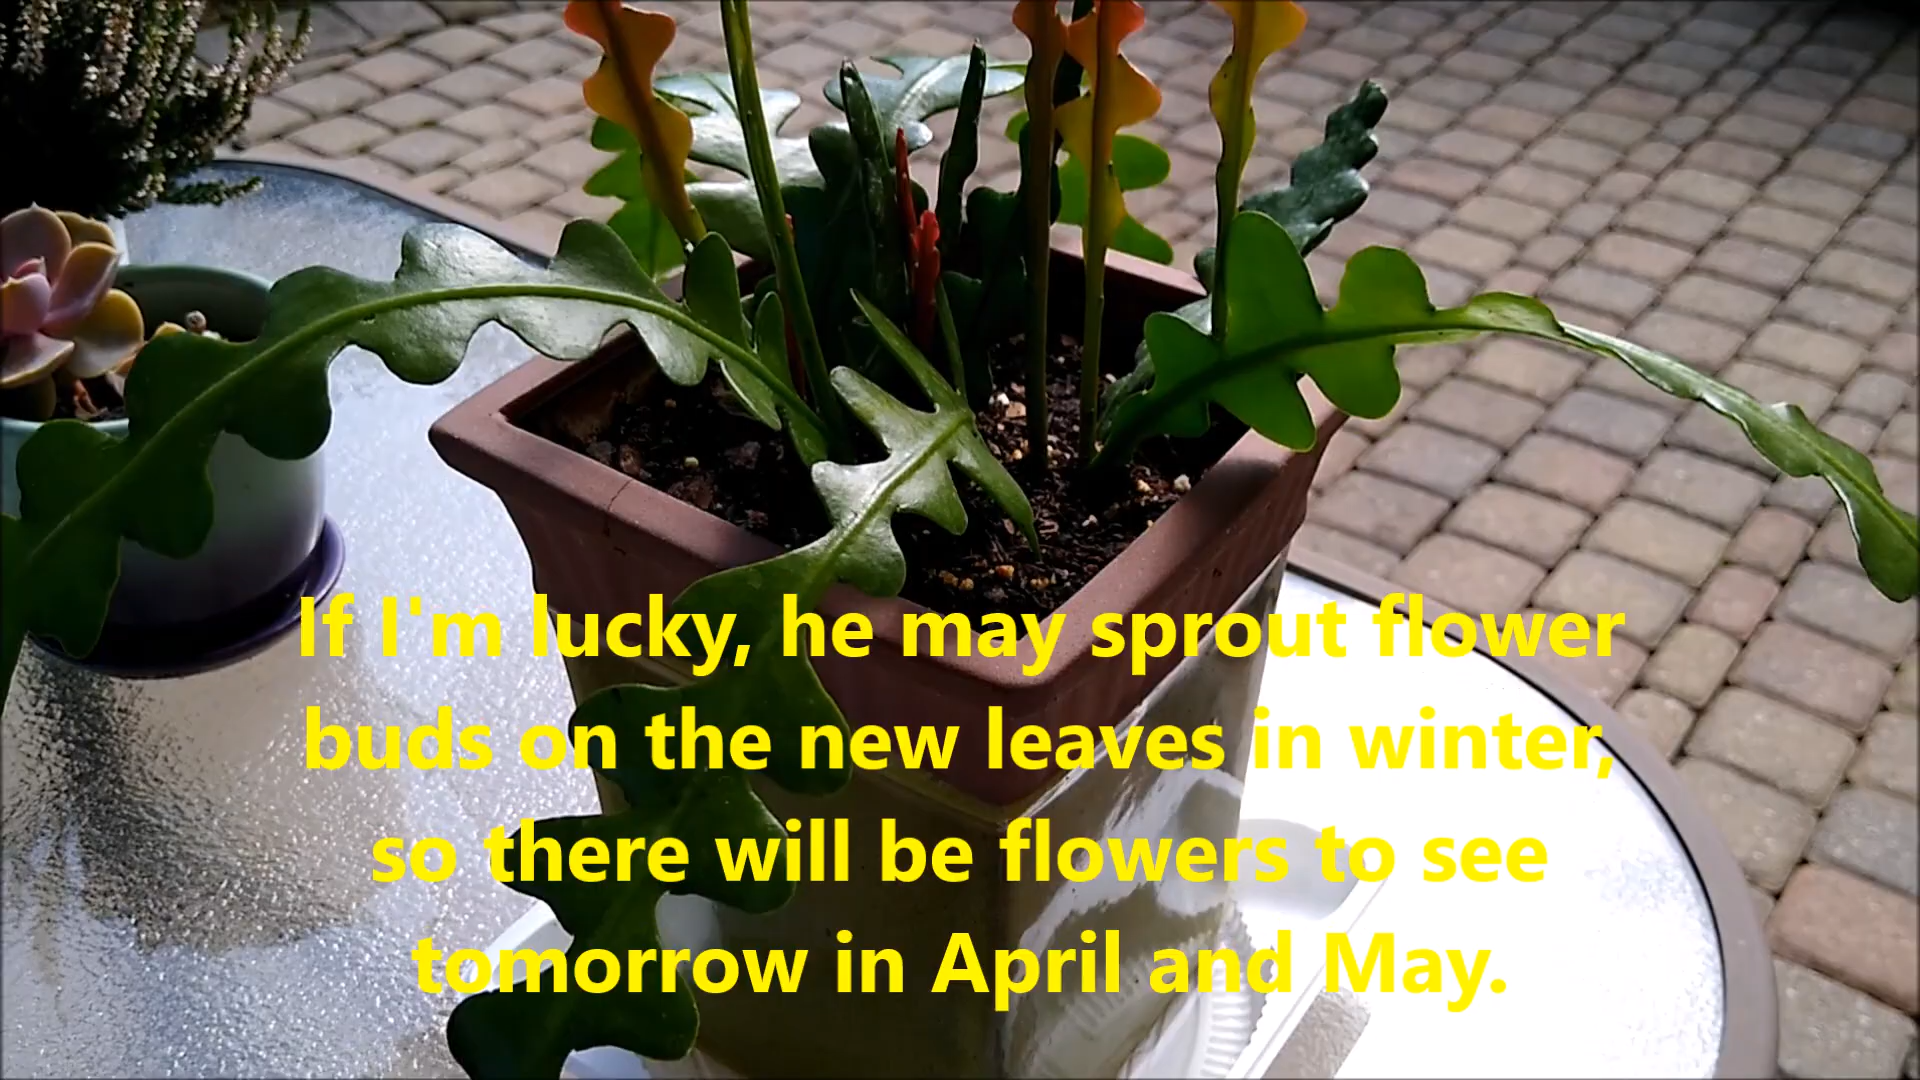 If I'm lucky, he may sprout flower
buds on the new leaves in winter,
so there will be flowers to see
tomorrow in April and May.